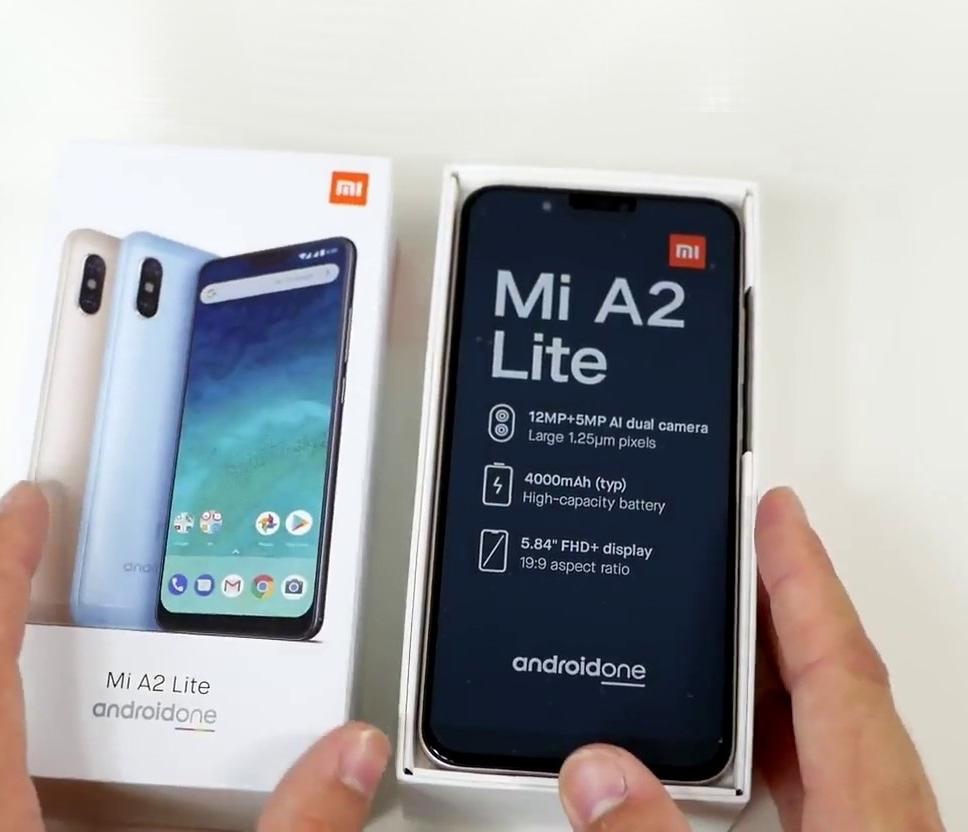 mi
Mi A2 Lite
androidone
mi
Mi A2
Lite
12MP+5MP AI dual camera
Large 1.25µm pixels
4000mAh (typ)
High-capacity battery
5.84" FHD+ display
19:9 aspect ratio
androidone